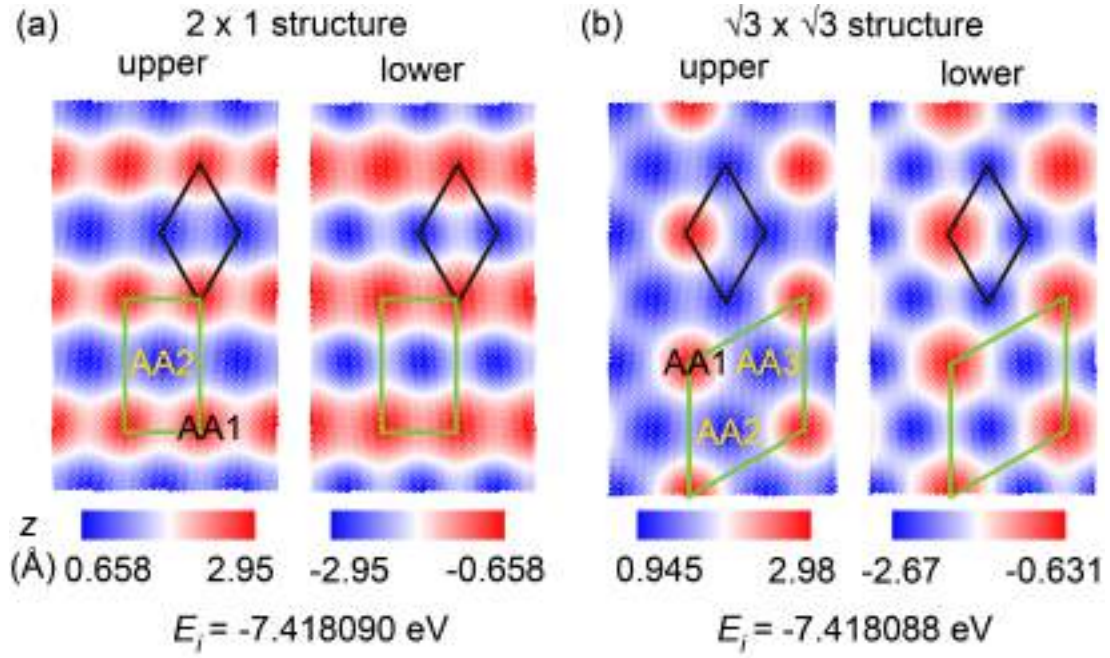 (a) 2 x 1 structure
upper lower
AA2
AA1
z
(Å) 0.658 2.95 -2.95 -0.658
E_i = -7.418090 eV
(b) √3 x √3 structure
upper lower
AA1 AA3
AA2
0.945 2.98 -2.67 -0.631
E_i = -7.418088 eV